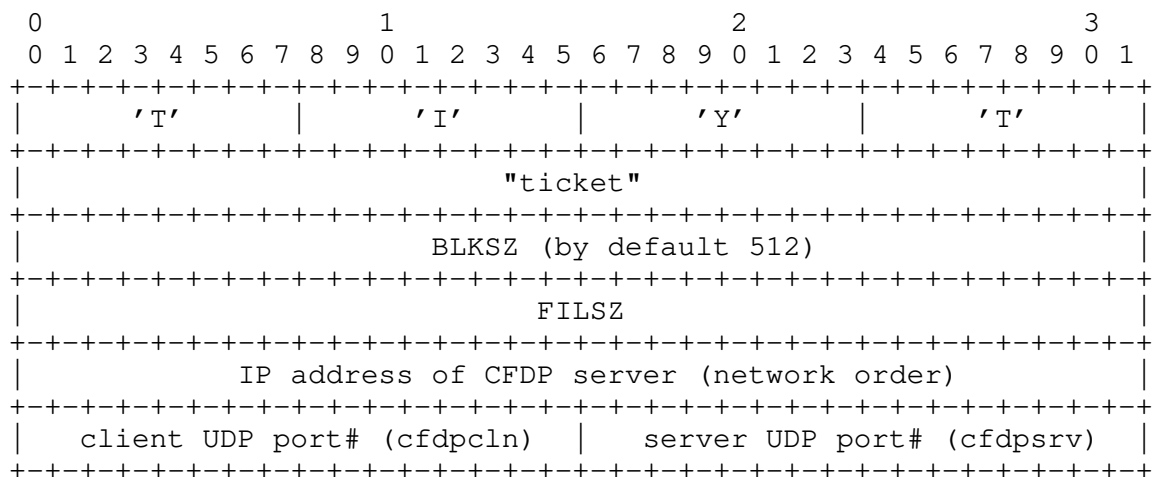 0                   1                   2                   3
 0 1 2 3 4 5 6 7 8 9 0 1 2 3 4 5 6 7 8 9 0 1 2 3 4 5 6 7 8 9 0 1
+-+-+-+-+-+-+-+-+-+-+-+-+-+-+-+-+-+-+-+-+-+-+-+-+-+-+-+-+-+-+-+-+
|      'T'      |      'I'      |      'Y'      |      'T'      |
+-+-+-+-+-+-+-+-+-+-+-+-+-+-+-+-+-+-+-+-+-+-+-+-+-+-+-+-+-+-+-+-+
|                           "ticket"                            |
+-+-+-+-+-+-+-+-+-+-+-+-+-+-+-+-+-+-+-+-+-+-+-+-+-+-+-+-+-+-+-+-+
|                       BLKSZ (by default 512)                  |
+-+-+-+-+-+-+-+-+-+-+-+-+-+-+-+-+-+-+-+-+-+-+-+-+-+-+-+-+-+-+-+-+
|                             FILSZ                             |
+-+-+-+-+-+-+-+-+-+-+-+-+-+-+-+-+-+-+-+-+-+-+-+-+-+-+-+-+-+-+-+-+
|            IP address of CFDP server (network order)          |
+-+-+-+-+-+-+-+-+-+-+-+-+-+-+-+-+-+-+-+-+-+-+-+-+-+-+-+-+-+-+-+-+
|   client UDP port# (cfdpcln)  |   server UDP port# (cfdpsrv)  |
+-+-+-+-+-+-+-+-+-+-+-+-+-+-+-+-+-+-+-+-+-+-+-+-+-+-+-+-+-+-+-+-+